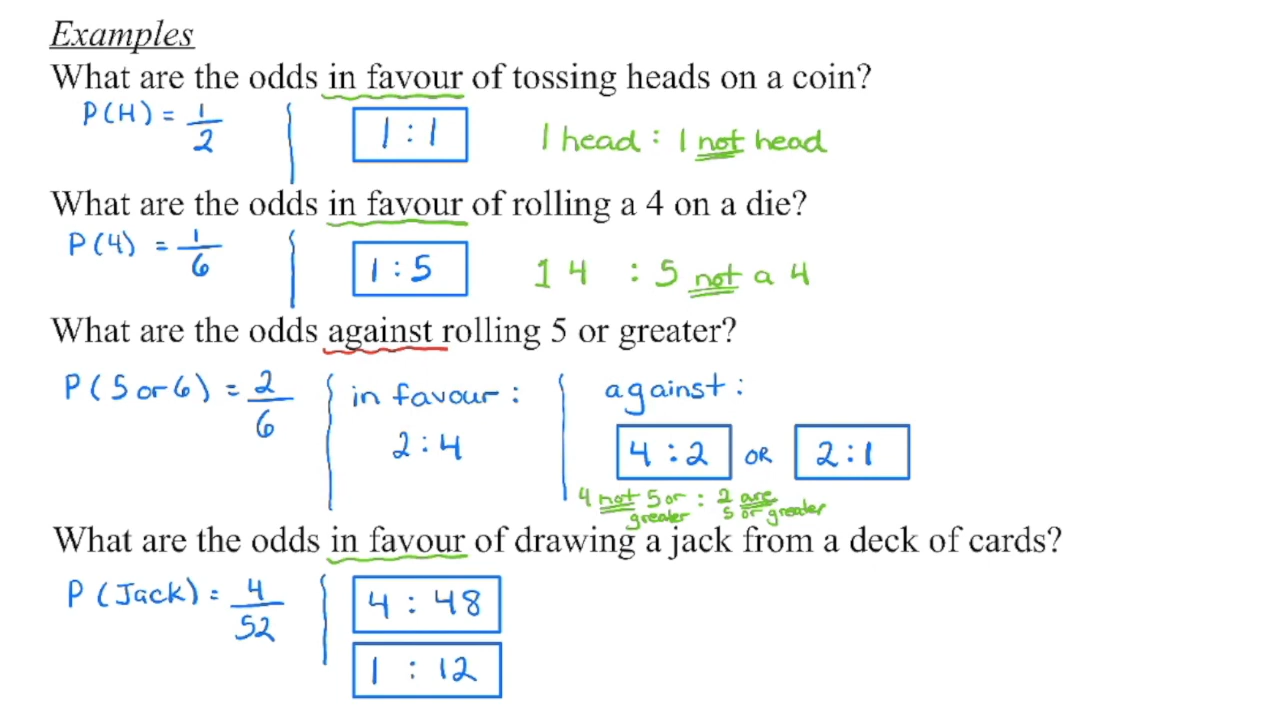 Examples
What are the odds in favour of tossing heads on a coin?
P(H) = 1/2
1 : 1
1 head : 1 not head
What are the odds in favour of rolling a 4 on a die?
P(4) = 1/6
1 : 5
1 4 : 5 not a 4
What are the odds against rolling 5 or greater?
P(5 or 6) = 2/6
in favour :
2 : 4
against :
4 : 2 OR 2 : 1
4 not 5 or greater : 2 are 5 or greater
What are the odds in favour of drawing a jack from a deck of cards?
P(Jack) = 4/52
4 : 48
1 : 12